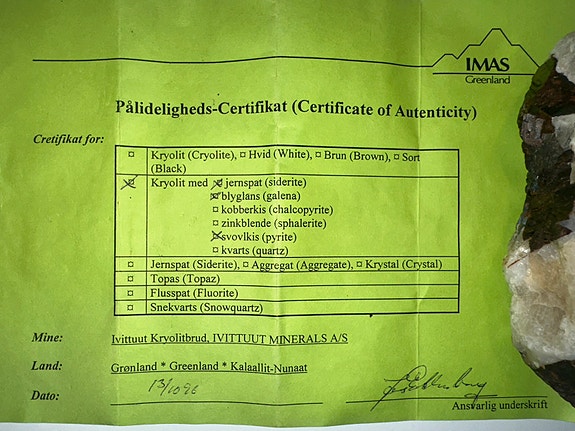 IMAS
Greenland
Pålideligheds-Certifikat (Certificate of Autenticity)
Cretifikat for:
¤ Kryolit (Cryolite), ¤ Hvid (White), ¤ Brun (Brown), ¤ Sort
(Black)
¤ Kryolit med ¤ jernspat (siderite)
¤ blyglans (galena)
¤ kobberkis (chalcopyrite)
¤ zinkblende (sphalerite)
¤ svovlkis (pyrite)
¤ kvarts (quartz)
¤ Jernspat (Siderite), ¤ Aggregat (Aggregate), ¤ Krystal (Crystal)
¤ Topas (Topaz)
¤ Flusspat (Fluorite)
¤ Snekvarts (Snowquartz)
Mine: Ivittuut Kryolitbrud, IVITTUUT MINERALS A/S
Land: Grønland * Greenland * Kalaallit-Nunaat
Dato: 13/10 96
Ansvarlig underskrift